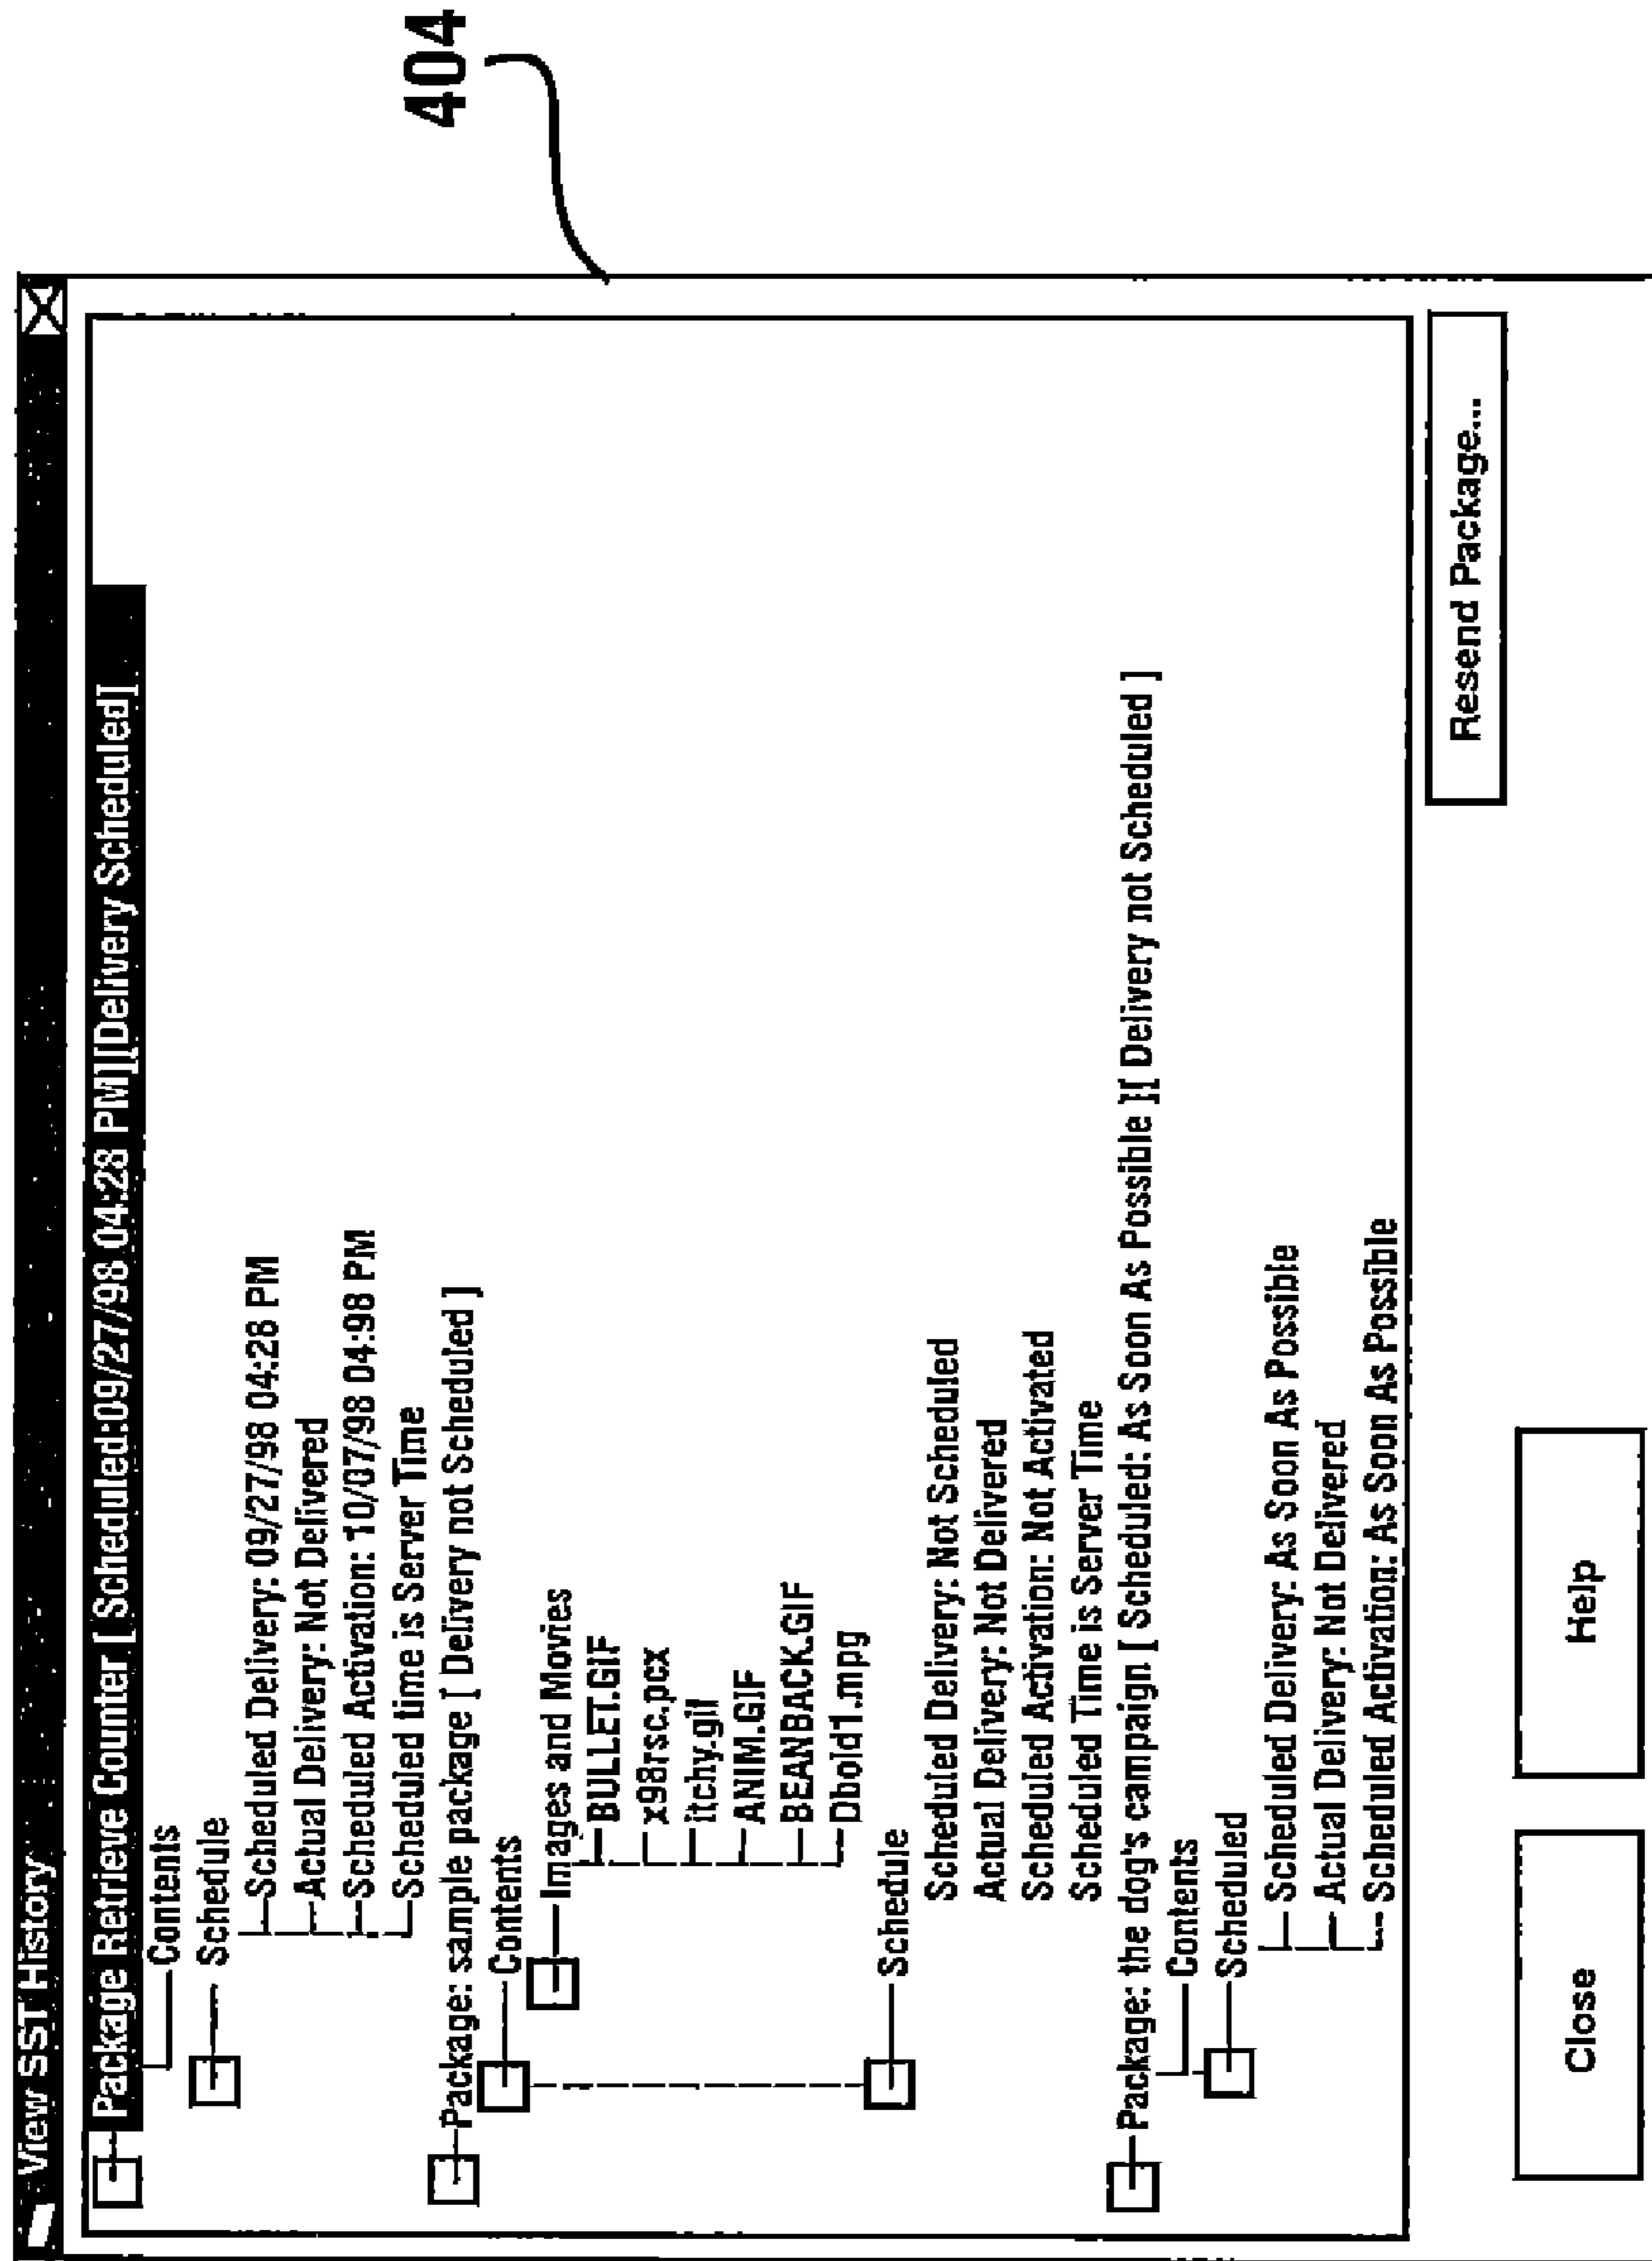 404
View SST History
Package Retrieve Counter [ Scheduled:09/27/98 04:28 PM][Delivery Scheduled]
Contents
Schedule
Scheduled Delivery: 09/27/98 04:28 PM
Actual Delivery: Not Delivered
Scheduled Activation: 10/07/98 04:98 PM
Scheduled time is Server Time
Package: sample package [ Delivery not Scheduled ]
Contents
Images and Movies
BULLET.GIF
x98rsc.pcx
itchy.gif
ANIM.GIF
BEANBACK.GIF
Dbold1.mpg
Schedule
Scheduled Delivery: Not Scheduled
Actual Delivery: Not Delivered
Scheduled Activation: Not Activated
Scheduled Time is Server Time
Package: the dog's campaign [ Scheduled: As Soon As Possible ][ Delivery not Scheduled ]
Contents
Scheduled
Scheduled Delivery: As Soon As Possible
Actual Delivery: Not Delivered
Scheduled Activation: As Soon As Possible
Resend Package...
Close
Help